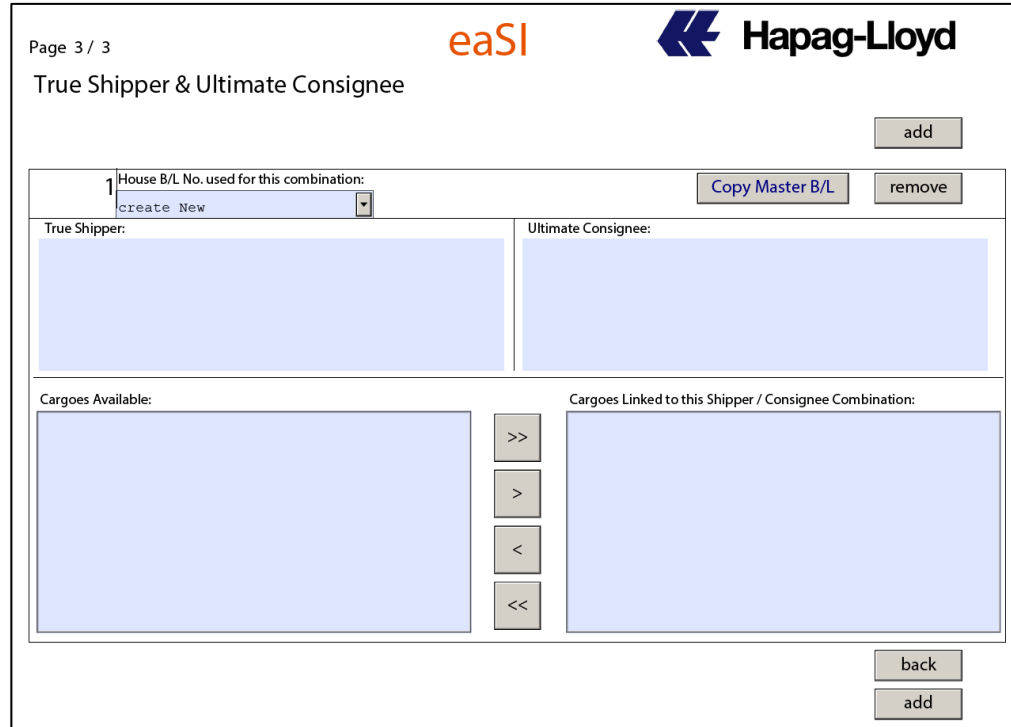 Page 3 / 3
eaSI
Hapag-Lloyd
True Shipper & Ultimate Consignee
add
1
House B/L No. used for this combination:
create New
Copy Master B/L
remove
True Shipper:
Ultimate Consignee:
Cargoes Available:
Cargoes Linked to this Shipper / Consignee Combination:
>>
>
<
<<
back
add